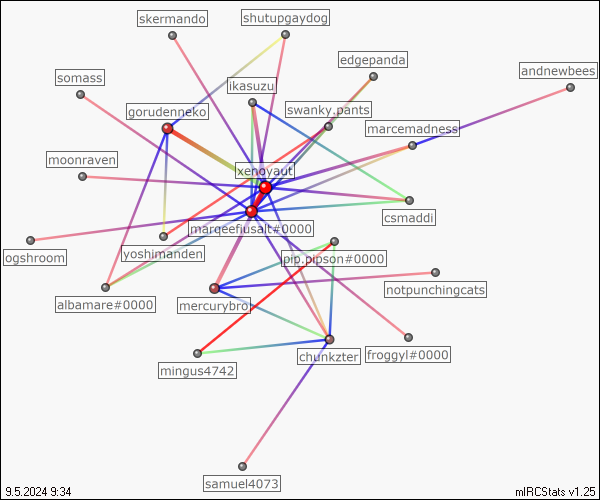 skermando
shutupgaydog
edgepanda
andnewbees
somass
ikasuzu
gorudenneko
swanky.pants
marcemadness
moonraven
xenoyaut
csmaddi
marqeefiusalt#0000
ogshroom
yoshimanden
pip.pipson#0000
notpunchingcats
albamare#0000
mercurybro
froggyl#0000
chunkzter
mingus4742
samuel4073
9.5.2024 9:34
mIRCStats v1.25